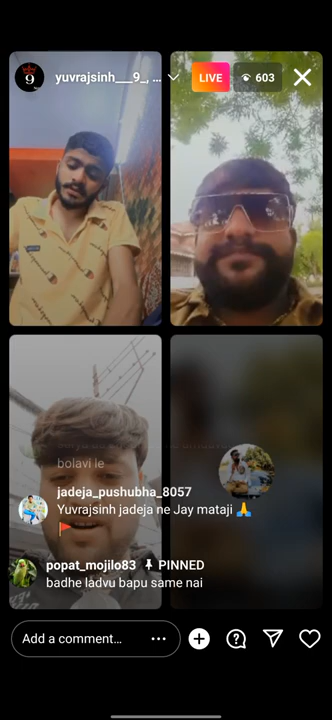 9
yuvrajsinh___9_, ...
LIVE
603
bolavi le
jadeja_pushubha_8057
Yuvrajsinh jadeja ne Jay mataji 🙏
🚩
popat_mojilo83 📌 PINNED
badhe ladvu bapu same nai
Add a comment...